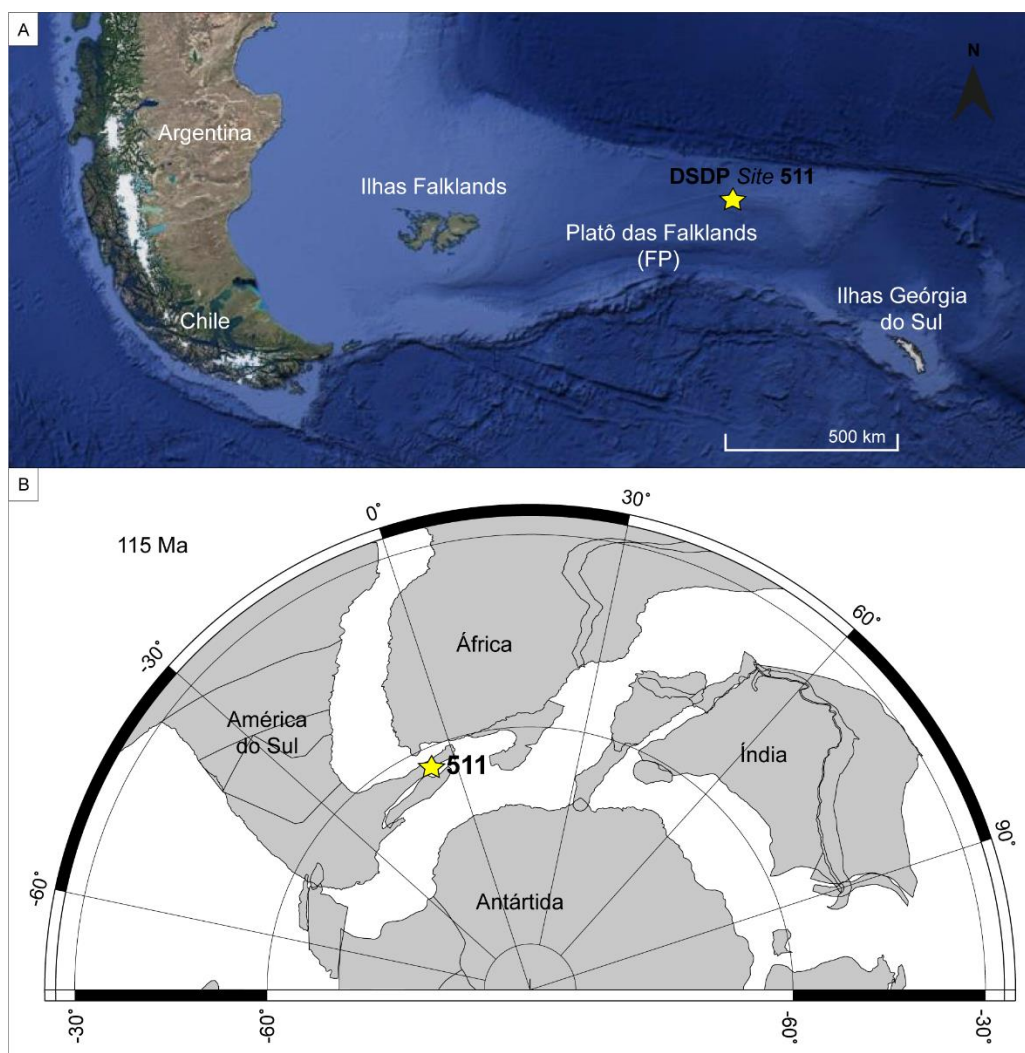 A
N
Argentina
Ilhas Falklands
DSDP Site 511
Platô das Falklands
(FP)
Ilhas Geórgia
do Sul
Chile
500 km
B
115 Ma
0°
30°
-30°
60°
África
América
do Sul
511
Índia
90°
-60°
Antártida
-30°
-60°
-60°
-30°